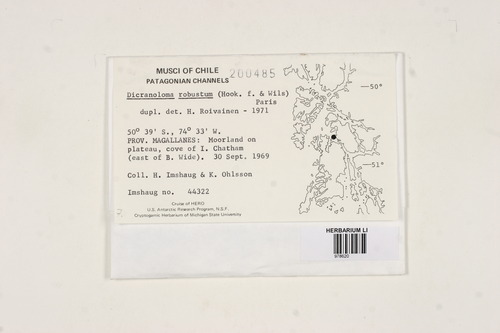 MUSCI OF CHILE
PATAGONIAN CHANNELS
200485
Dicranoloma robustum (Hook. f. & Wils)
Paris
dupl. det. H. Roivainen - 1971
50° 39' S., 74° 33' W.
PROV. MAGALLANES: Moorland on
plateau, cove of I. Chatham
(east of B. Wide). 30 Sept. 1969
Coll. H. Imshaug & K. Ohlsson
Imshaug no. 44322
Cruise of HERO
U.S. Antarctic Research Program, N.S.F.
Cryptogamic Herbarium of Michigan State University
50°
51°
HERBARIUM LI
978620